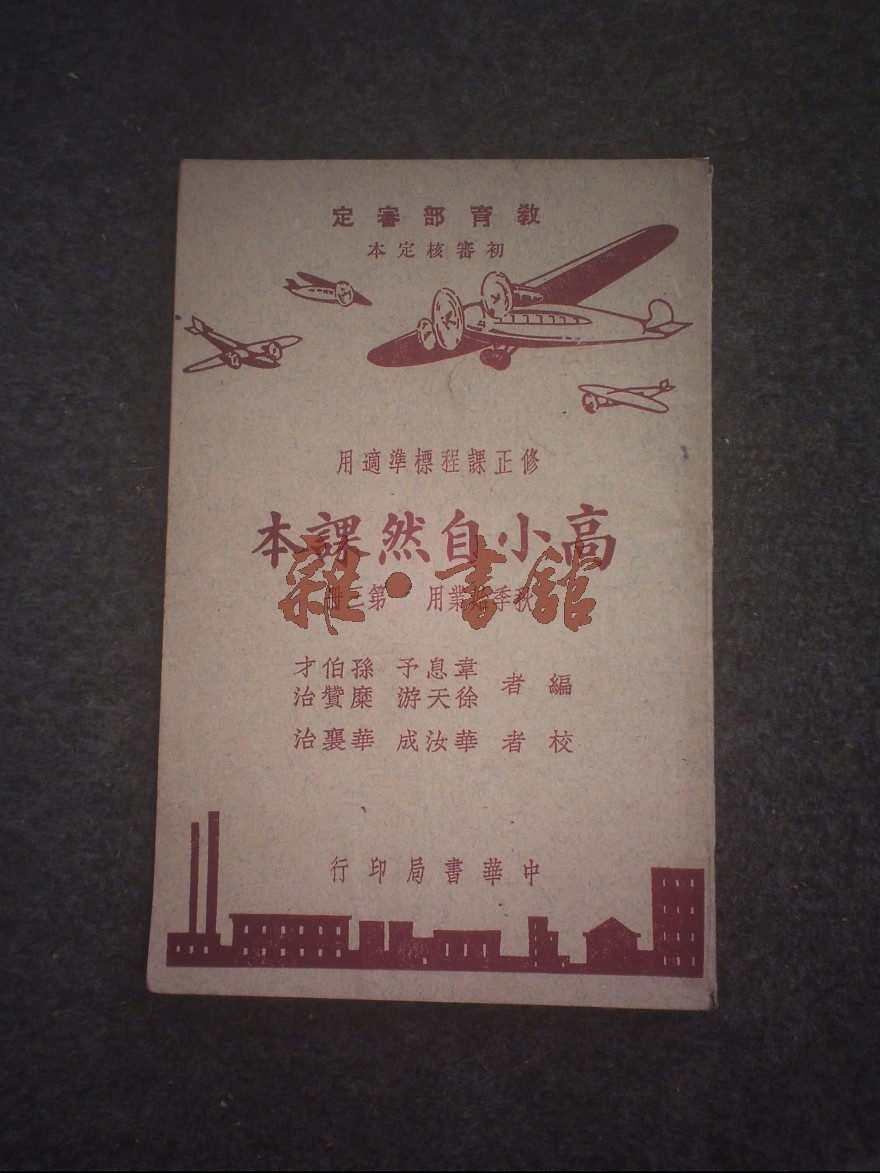 教育部審定
初審核定本
修正課程標準適用
高小自然課本
秋季始業用 第三冊
雜·書館
編者 韋息予 孫伯才
徐天游 糜贊治
校者 華汝成 華襄治
中華書局印行